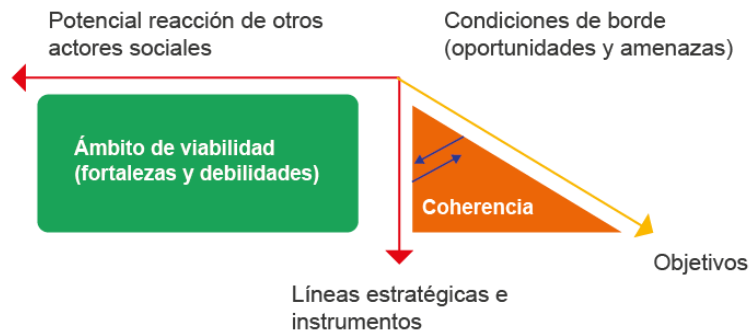 Potencial reacción de otros
actores sociales
Condiciones de borde
(oportunidades y amenazas)
Ámbito de viabilidad
(fortalezas y debilidades)
Coherencia
Objetivos
Líneas estratégicas e
instrumentos